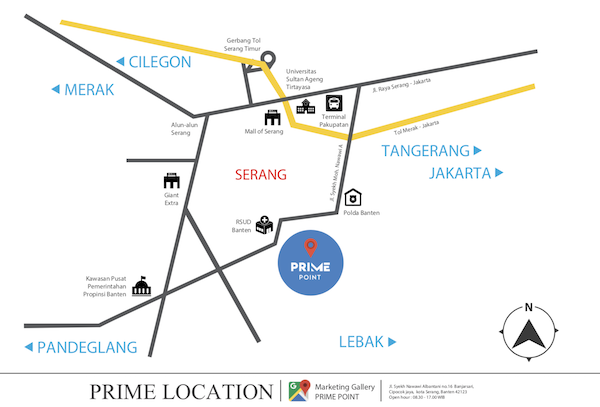 Gerbang Tol
Serang Timur
CILEGON
MERAK
Universitas
Sultan Ageng
Tirtayasa
Jl. Raya Serang - Jakarta
Alun-alun
Serang
Mall of Serang
Terminal
Pakupatan
Tol Merak - Jakarta
TANGERANG
JAKARTA
SERANG
Jl. Syekh Moh. Nawawi A.
Giant
Extra
Polda Banten
RSUD
Banten
PRIME
POINT
Kawasan Pusat
Pemerintahan
Propinsi Banten
N
PANDEGLANG
LEBAK
PRIME LOCATION
G
Marketing Gallery
PRIME POINT
Jl. Syekh Nawawi Albantani no.16 Banjarsari,
Cipocok jaya, kota Serang, Banten 42123
Open hour : 08.30 - 17.00 WIB